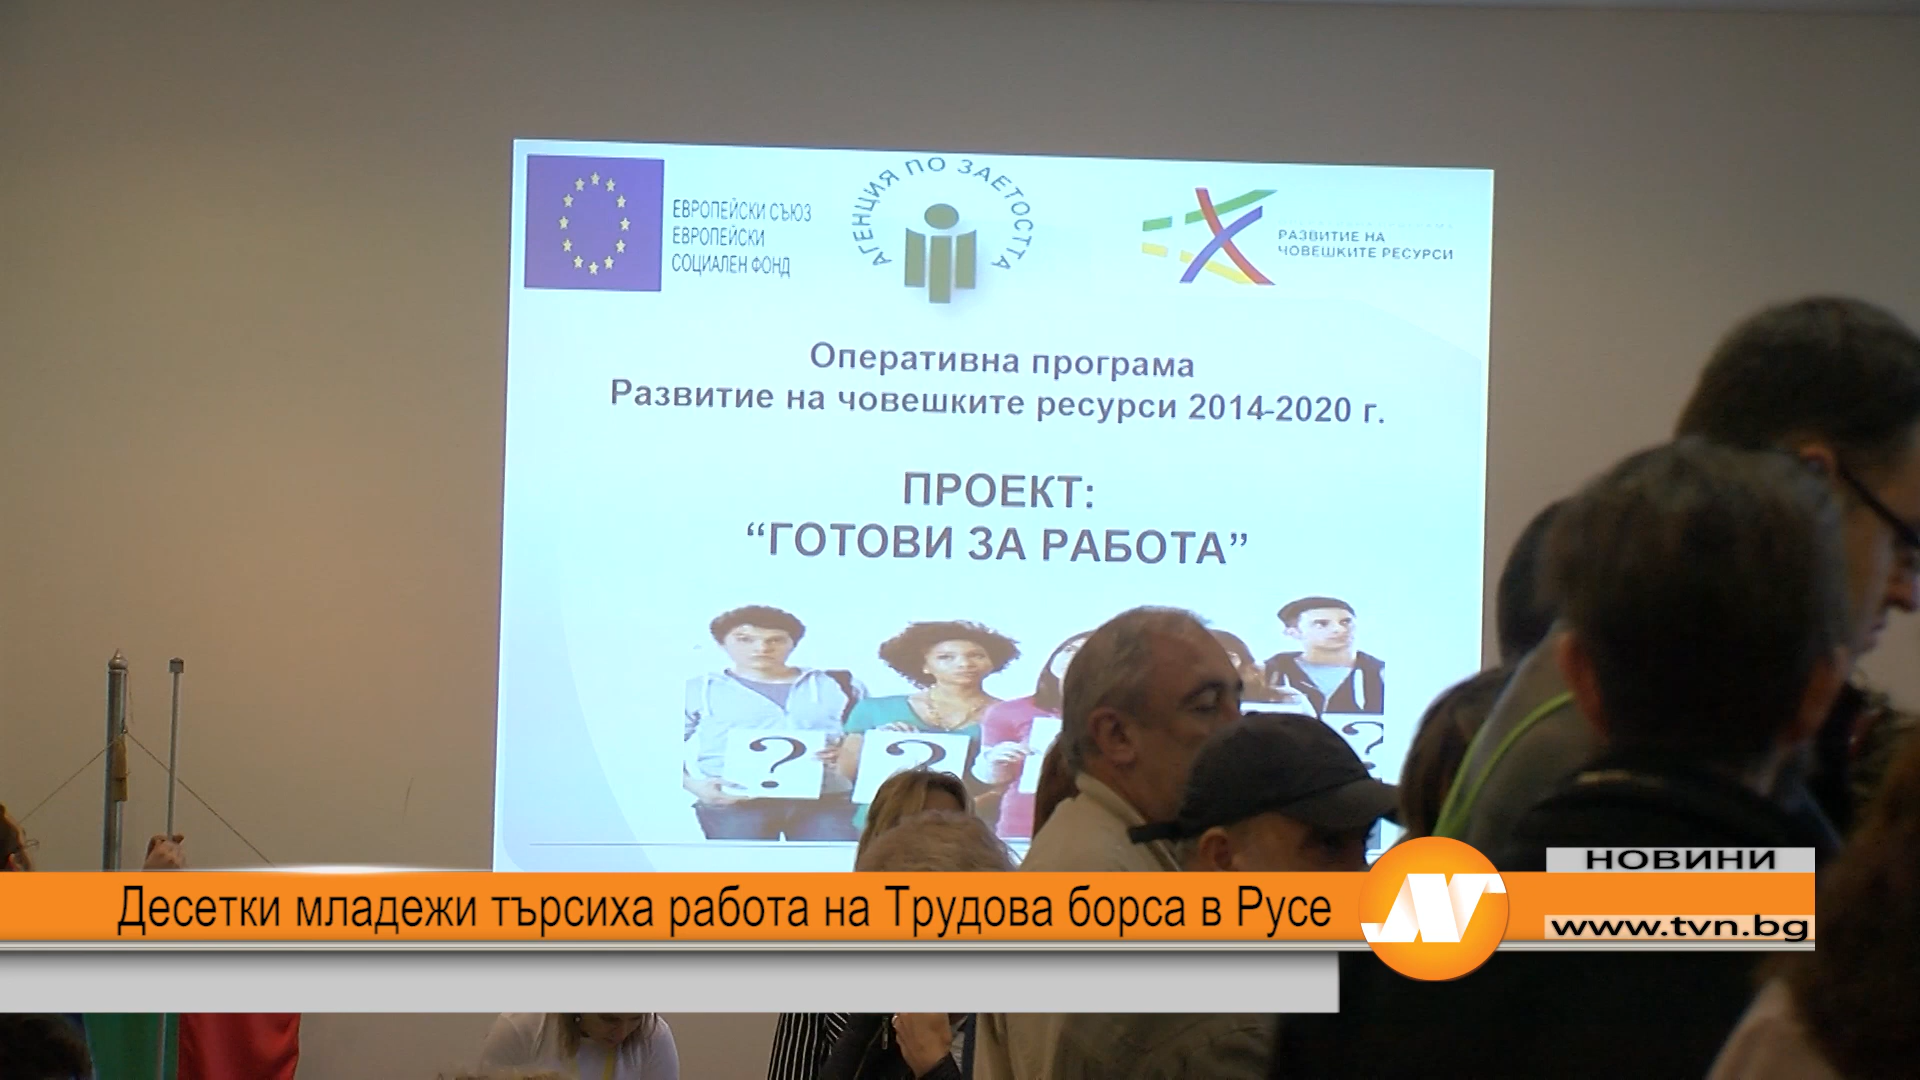 ЕВРОПЕЙСКИ СЪЮЗ
ЕВРОПЕЙСКИ
СОЦИАЛЕН ФОНД
АГЕНЦИЯ ПО ЗАЕТОСТТА
РАЗВИТИЕ НА
ЧОВЕШКИТЕ РЕСУРСИ
Оперативна програма
Развитие на човешките ресурси 2014-2020 г.
ПРОЕКТ:
“ГОТОВИ ЗА РАБОТА”
?
?
?
Десетки младежи търсиха работа на Трудова борса в Русе
N
НОВИНИ
www.tvn.bg